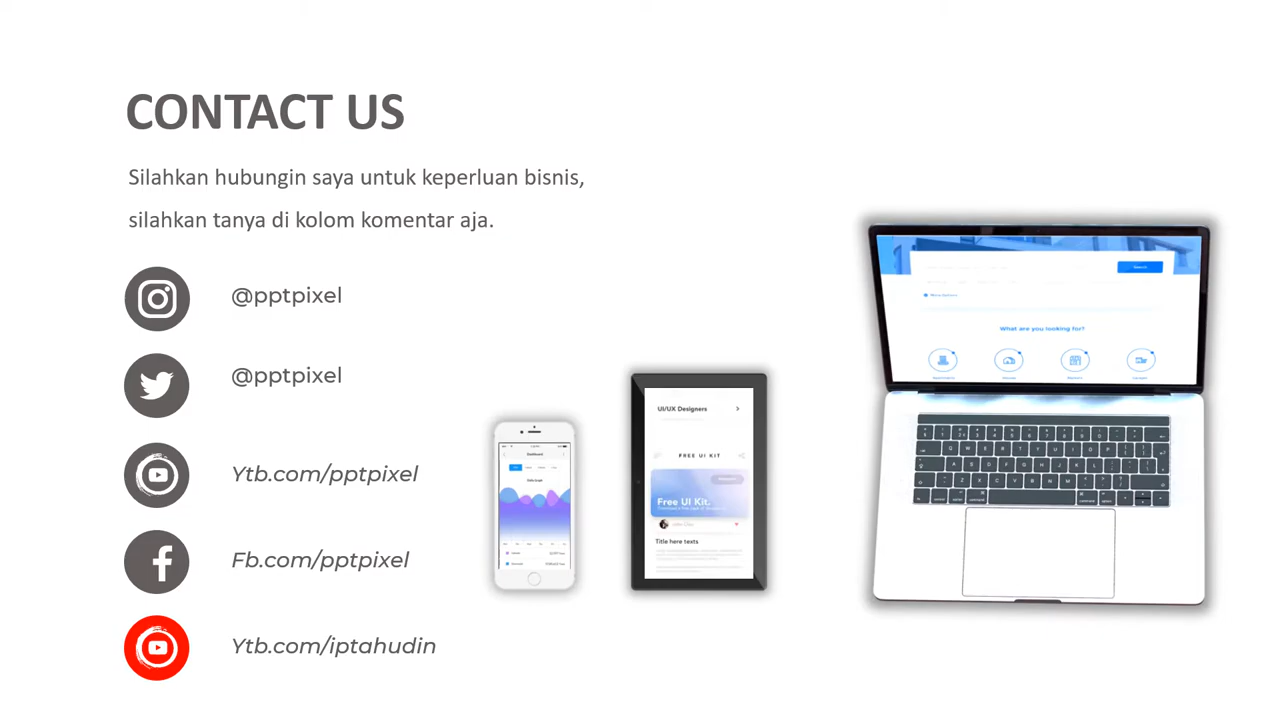 CONTACT US
Silahkan hubungin saya untuk keperluan bisnis,
silahkan tanya di kolom komentar aja.
@pptpixel
@pptpixel
Ytb.com/pptpixel
Fb.com/pptpixel
Ytb.com/iptahudin
Dashboard
UI/UX Designers
FREE UI KIT
Free UI Kit.
Title here texts
What are you looking for?